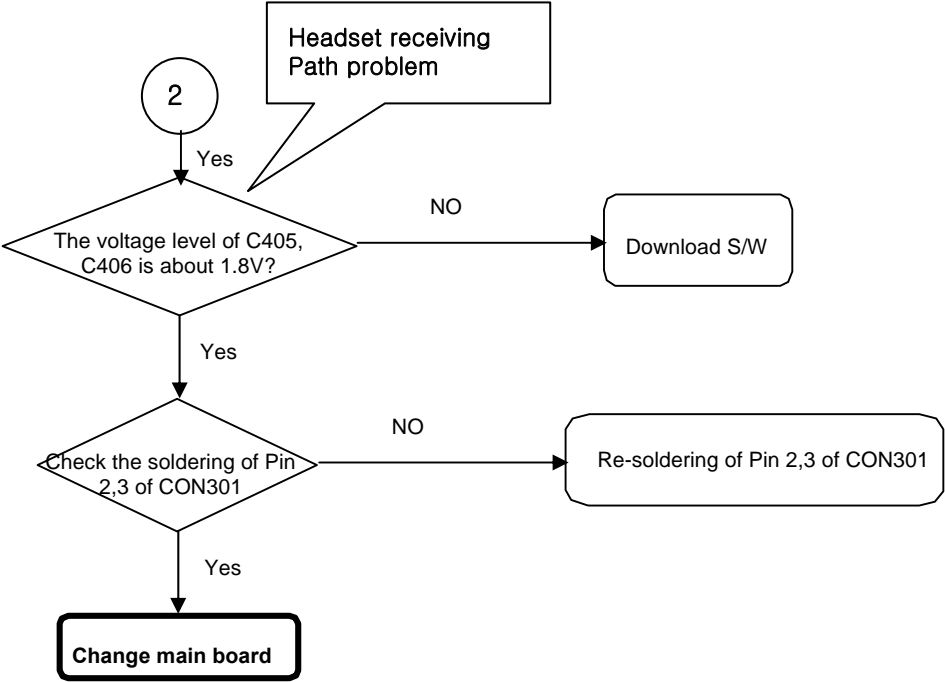 Headset receiving
Path problem
2
Yes
The voltage level of C405,
C406 is about 1.8V?
NO
Download S/W
Yes
Check the soldering of Pin
2,3 of CON301
NO
Re-soldering of Pin 2,3 of CON301
Yes
Change main board